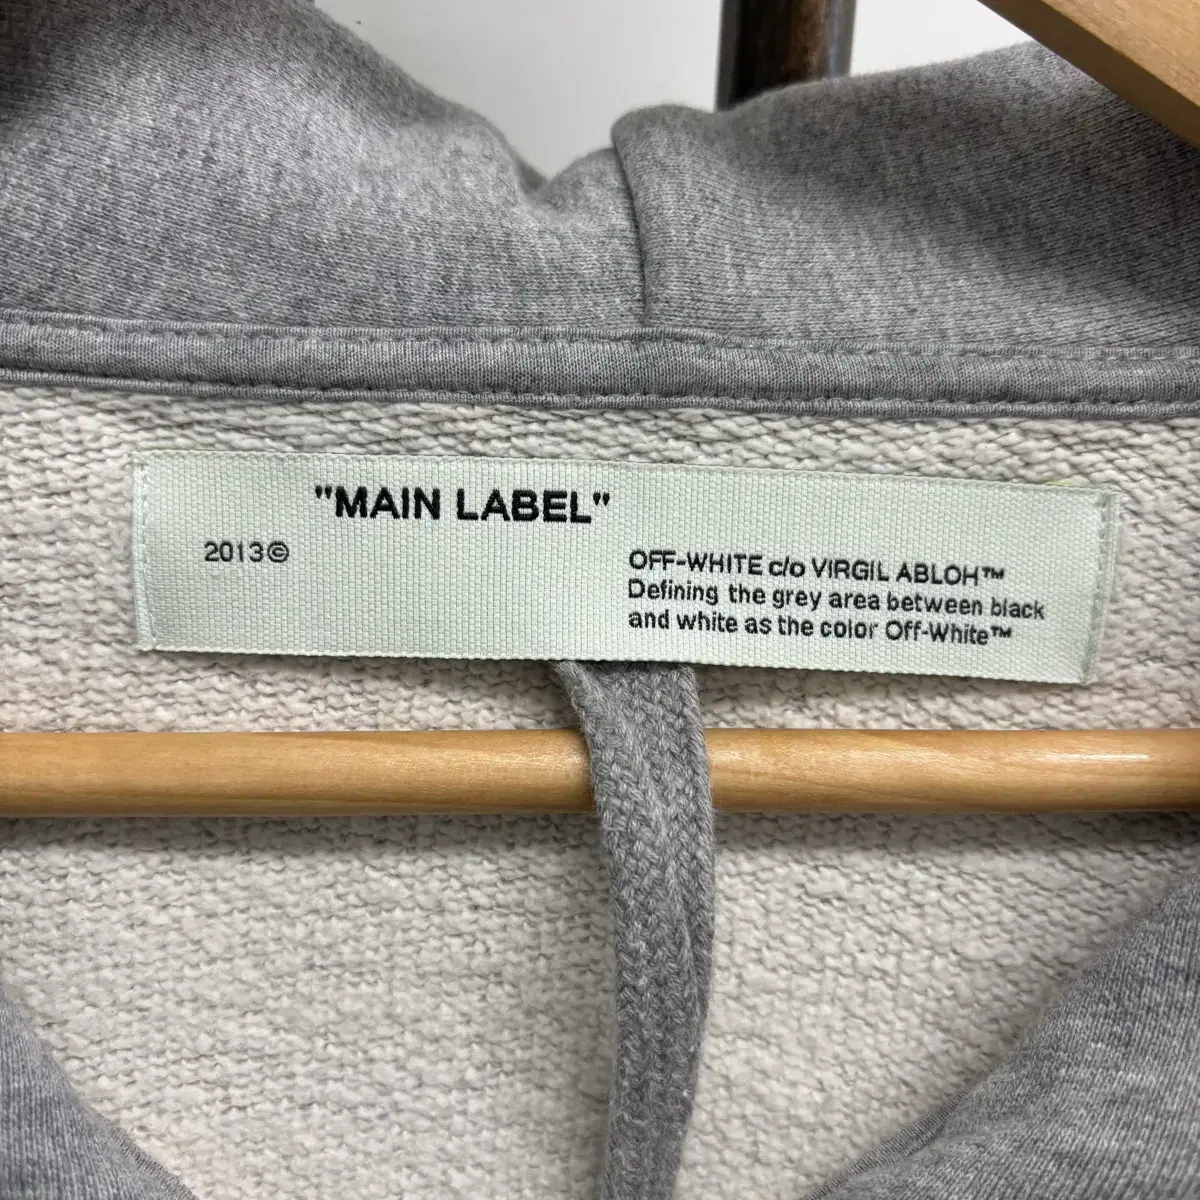 "MAIN LABEL"
2013©
OFF-WHITE c/o VIRGIL ABLOH™
Defining the grey area between black
and white as the color Off-White™